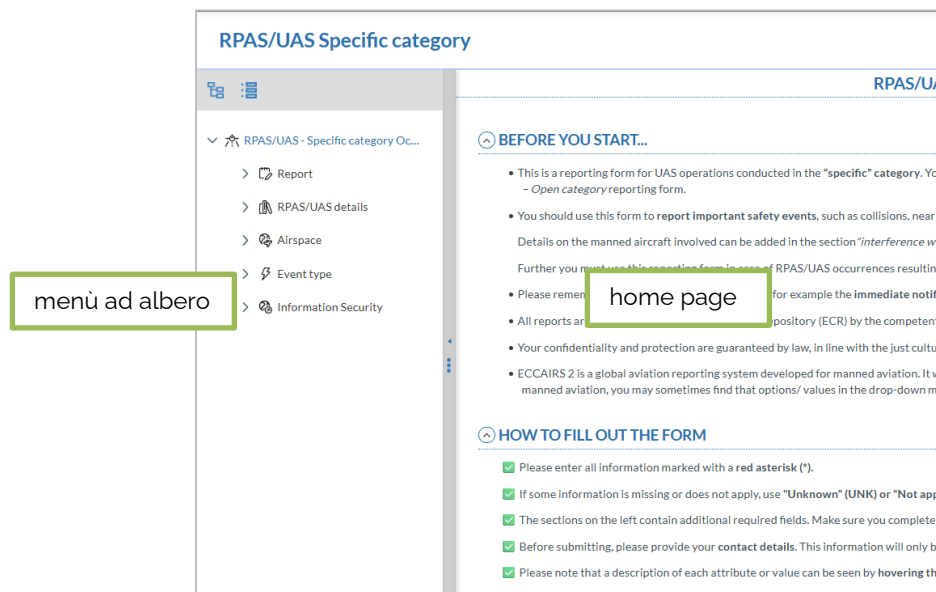 RPAS/UAS Specific category
RPAS/UA
RPAS/UAS - Specific category Oc...
Report
RPAS/UAS details
Airspace
Event type
Information Security
menù ad albero
BEFORE YOU START...
• This is a reporting form for UAS operations conducted in the "specific" category. Yo
– Open category reporting form.
• You should use this form to report important safety events, such as collisions, near
Details on the manned aircraft involved can be added in the section "interference w
Further you must use this reporting form in case of RPAS/UAS occurrences resultin
• Please remem for example the immediate notif
home page
• All reports ar epository (ECR) by the competent
• Your confidentiality and protection are guaranteed by law, in line with the just cultu
• ECCAIRS 2 is a global aviation reporting system developed for manned aviation. It w
manned aviation, you may sometimes find that options/ values in the drop-down m
HOW TO FILL OUT THE FORM
Please enter all information marked with a red asterisk (*).
If some information is missing or does not apply, use "Unknown" (UNK) or "Not app
The sections on the left contain additional required fields. Make sure you complete
Before submitting, please provide your contact details. This information will only b
Please note that a description of each attribute or value can be seen by hovering th